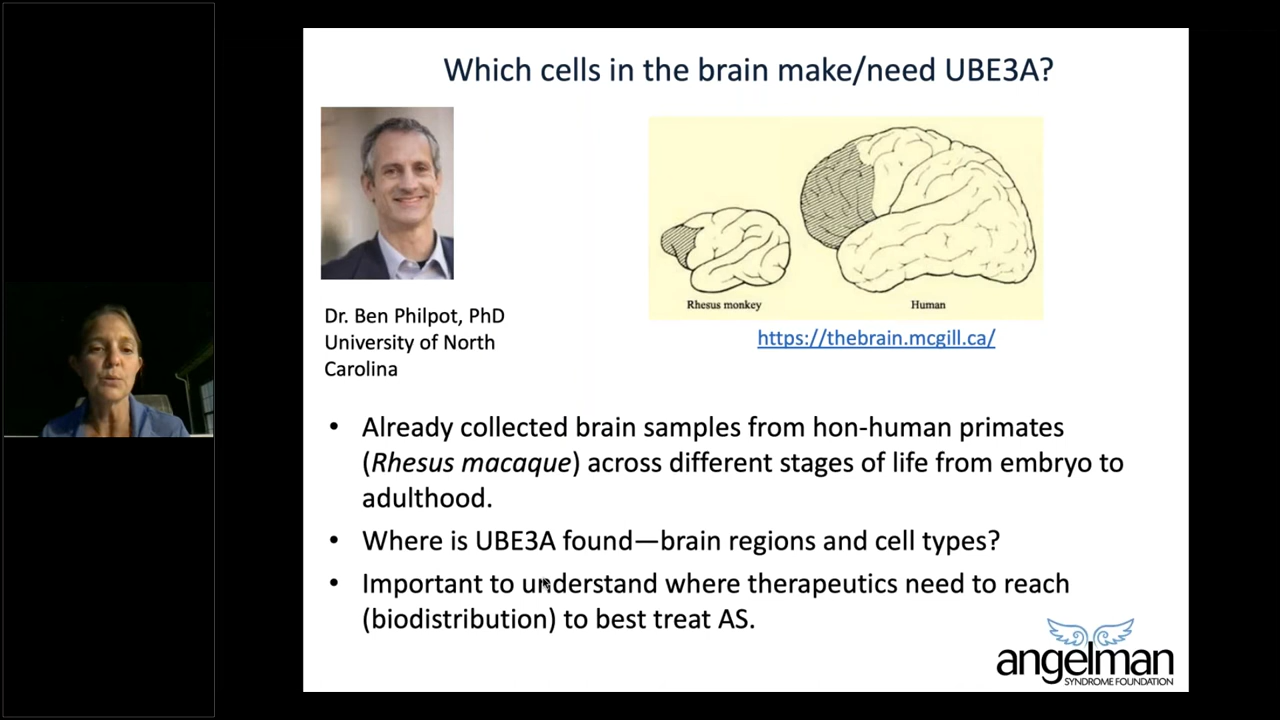 Which cells in the brain make/need UBE3A?
Rhesus monkey
Human
https://thebrain.mcgill.ca/
Dr. Ben Philpot, PhD
University of North
Carolina
• Already collected brain samples from hon-human primates
(Rhesus macaque) across different stages of life from embryo to
adulthood.
• Where is UBE3A found—brain regions and cell types?
• Important to understand where therapeutics need to reach
(biodistribution) to best treat AS.
angelman
SYNDROME FOUNDATION